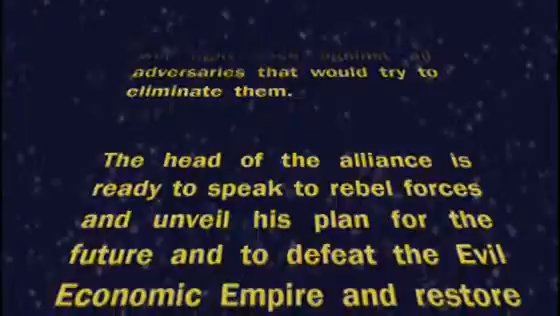 adversaries that would try to
eliminate them.
The head of the alliance is
ready to speak to rebel forces
and unveil his plan for the
future and to defeat the Evil
Economic Empire and restore